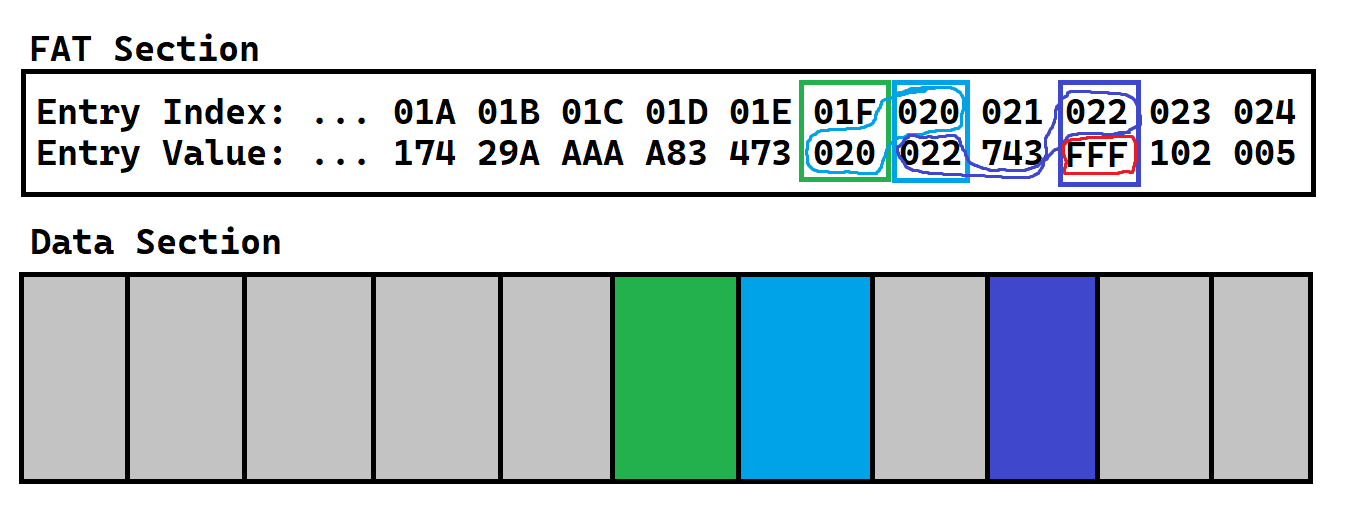 FAT Section
Entry Index: ... 01A 01B 01C 01D 01E 01F 020 021 022 023 024
Entry Value: ... 174 29A AAA A83 473 020 022 743 FFF 102 005
Data Section